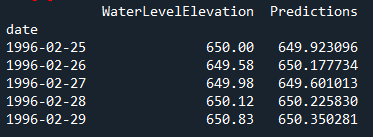 WaterLevelElevation Predictions
date
1996-02-25 650.00 649.923096
1996-02-26 649.58 650.177734
1996-02-27 649.98 649.601013
1996-02-28 650.12 650.225830
1996-02-29 650.83 650.350281